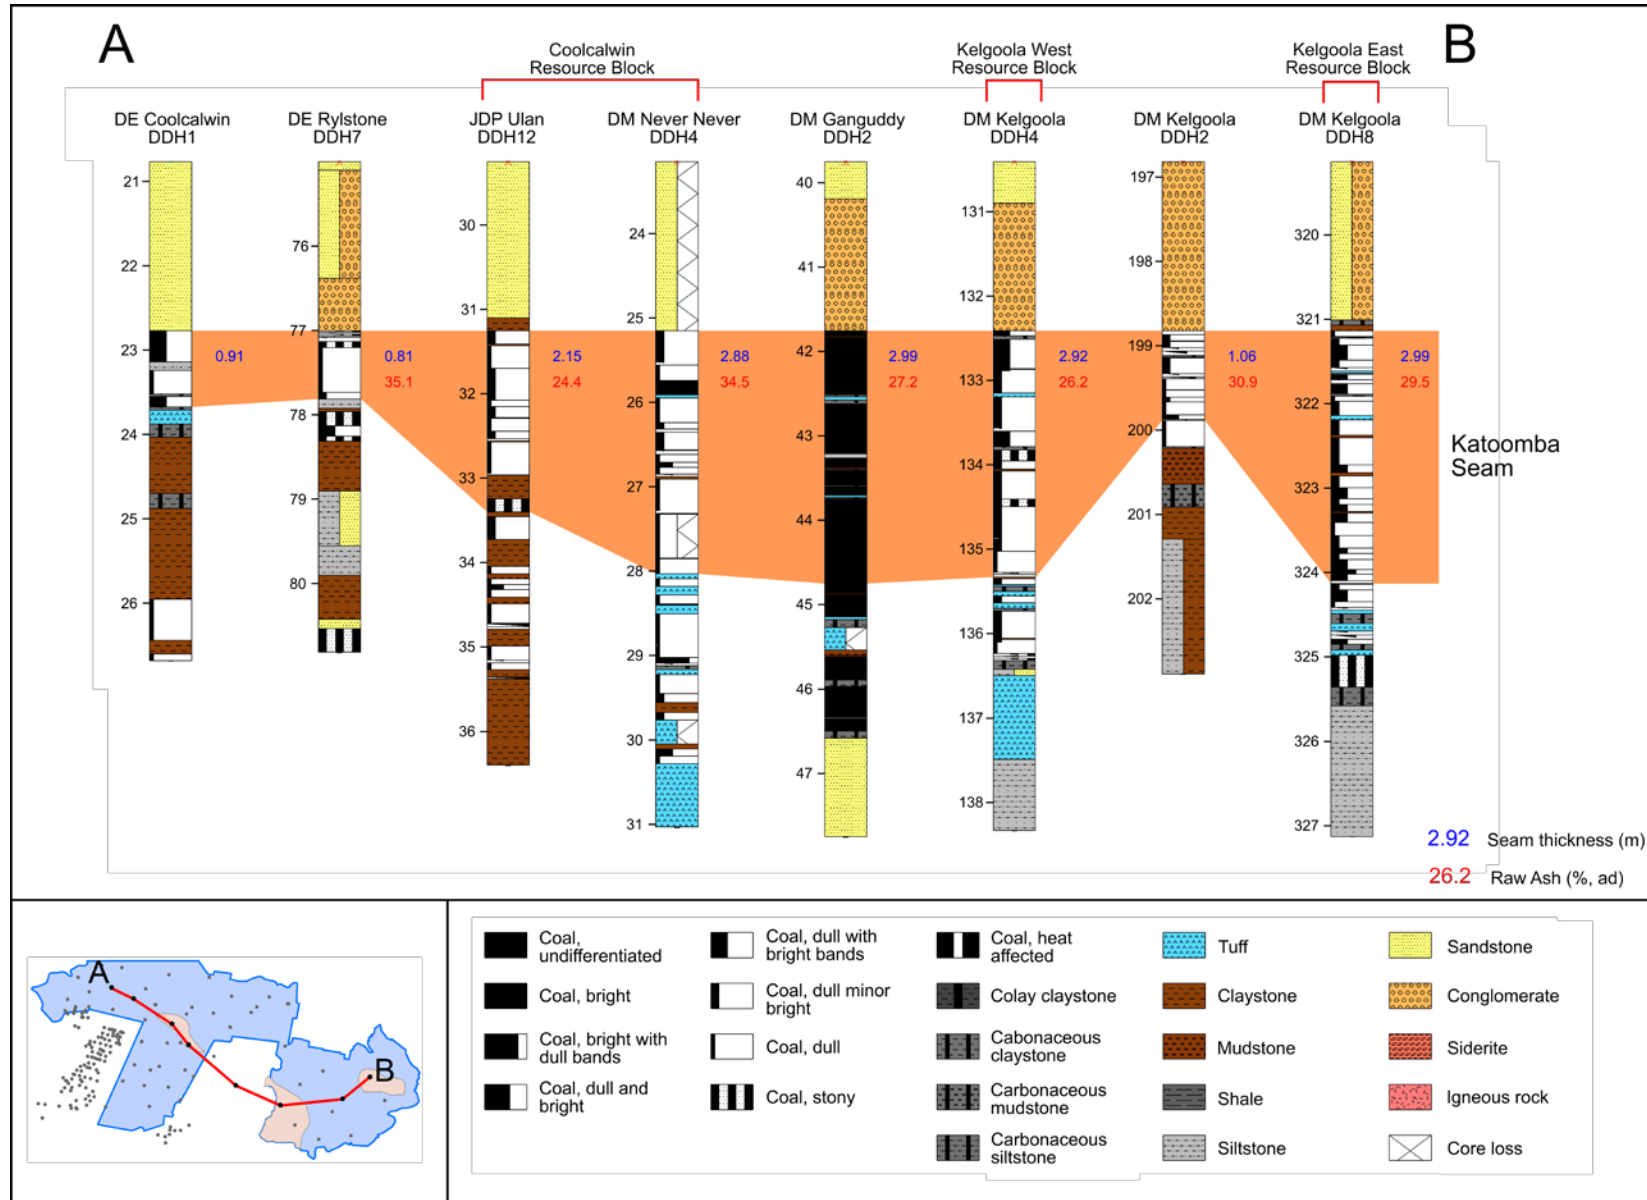 A
B
Coolcalwin
Resource Block
Kelgoola West
Resource Block
Kelgoola East
Resource Block
DE Coolcalwin
DDH1
DE Rylstone
DDH7
JDP Ulan
DDH12
DM Never Never
DDH4
DM Ganguddy
DDH2
DM Kelgoola
DDH4
DM Kelgoola
DDH2
DM Kelgoola
DDH8
21
22
23
24
25
26
0.91
76
77
78
79
80
0.81
35.1
30
31
32
33
34
35
36
2.15
24.4
24
25
26
27
28
29
30
31
2.88
34.5
40
41
42
43
44
45
46
47
2.99
27.2
131
132
133
134
135
136
137
138
2.92
26.2
197
198
199
200
201
202
1.06
30.9
320
321
322
323
324
325
326
327
2.99
29.5
Katoomba
Seam
2.92 Seam thickness (m)
26.2 Raw Ash (%, ad)
A
B
Coal,
undifferentiated
Coal, bright
Coal, bright with
dull bands
Coal, dull and
bright
Coal, dull with
bright bands
Coal, dull minor
bright
Coal, dull
Coal, stony
Coal, heat
affected
Colay claystone
Cabonaceous
claystone
Carbonaceous
mudstone
Carbonaceous
siltstone
Tuff
Claystone
Mudstone
Shale
Siltstone
Sandstone
Conglomerate
Siderite
Igneous rock
Core loss